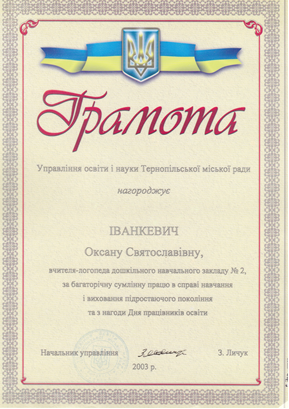 Грамота
Управління освіти і науки Тернопільської міської ради
нагороджує
ІВАНКЕВИЧ
Оксану Святославівну,
вчителя-логопеда дошкільного навчального закладу № 2,
за багаторічну сумлінну працю в справі навчання
і виховання підростаючого покоління
та з нагоди Дня працівників освіти
Начальник управління З. Личук
2003 р.